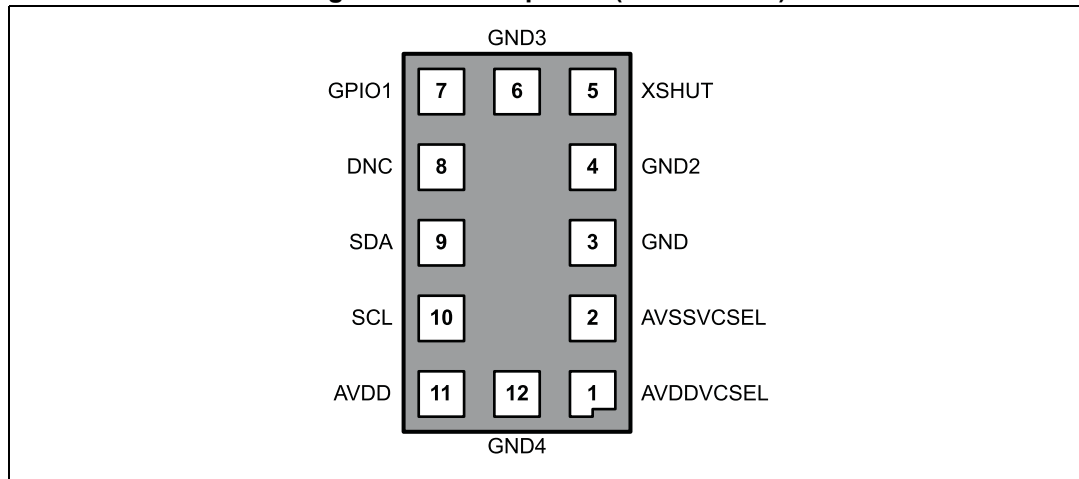 GND3
GPIO1 7 6 5 XSHUT
DNC 8 4 GND2
SDA 9 3 GND
SCL 10 2 AVSSVCSEL
AVDD 11 12 1 AVDDVCSEL
GND4